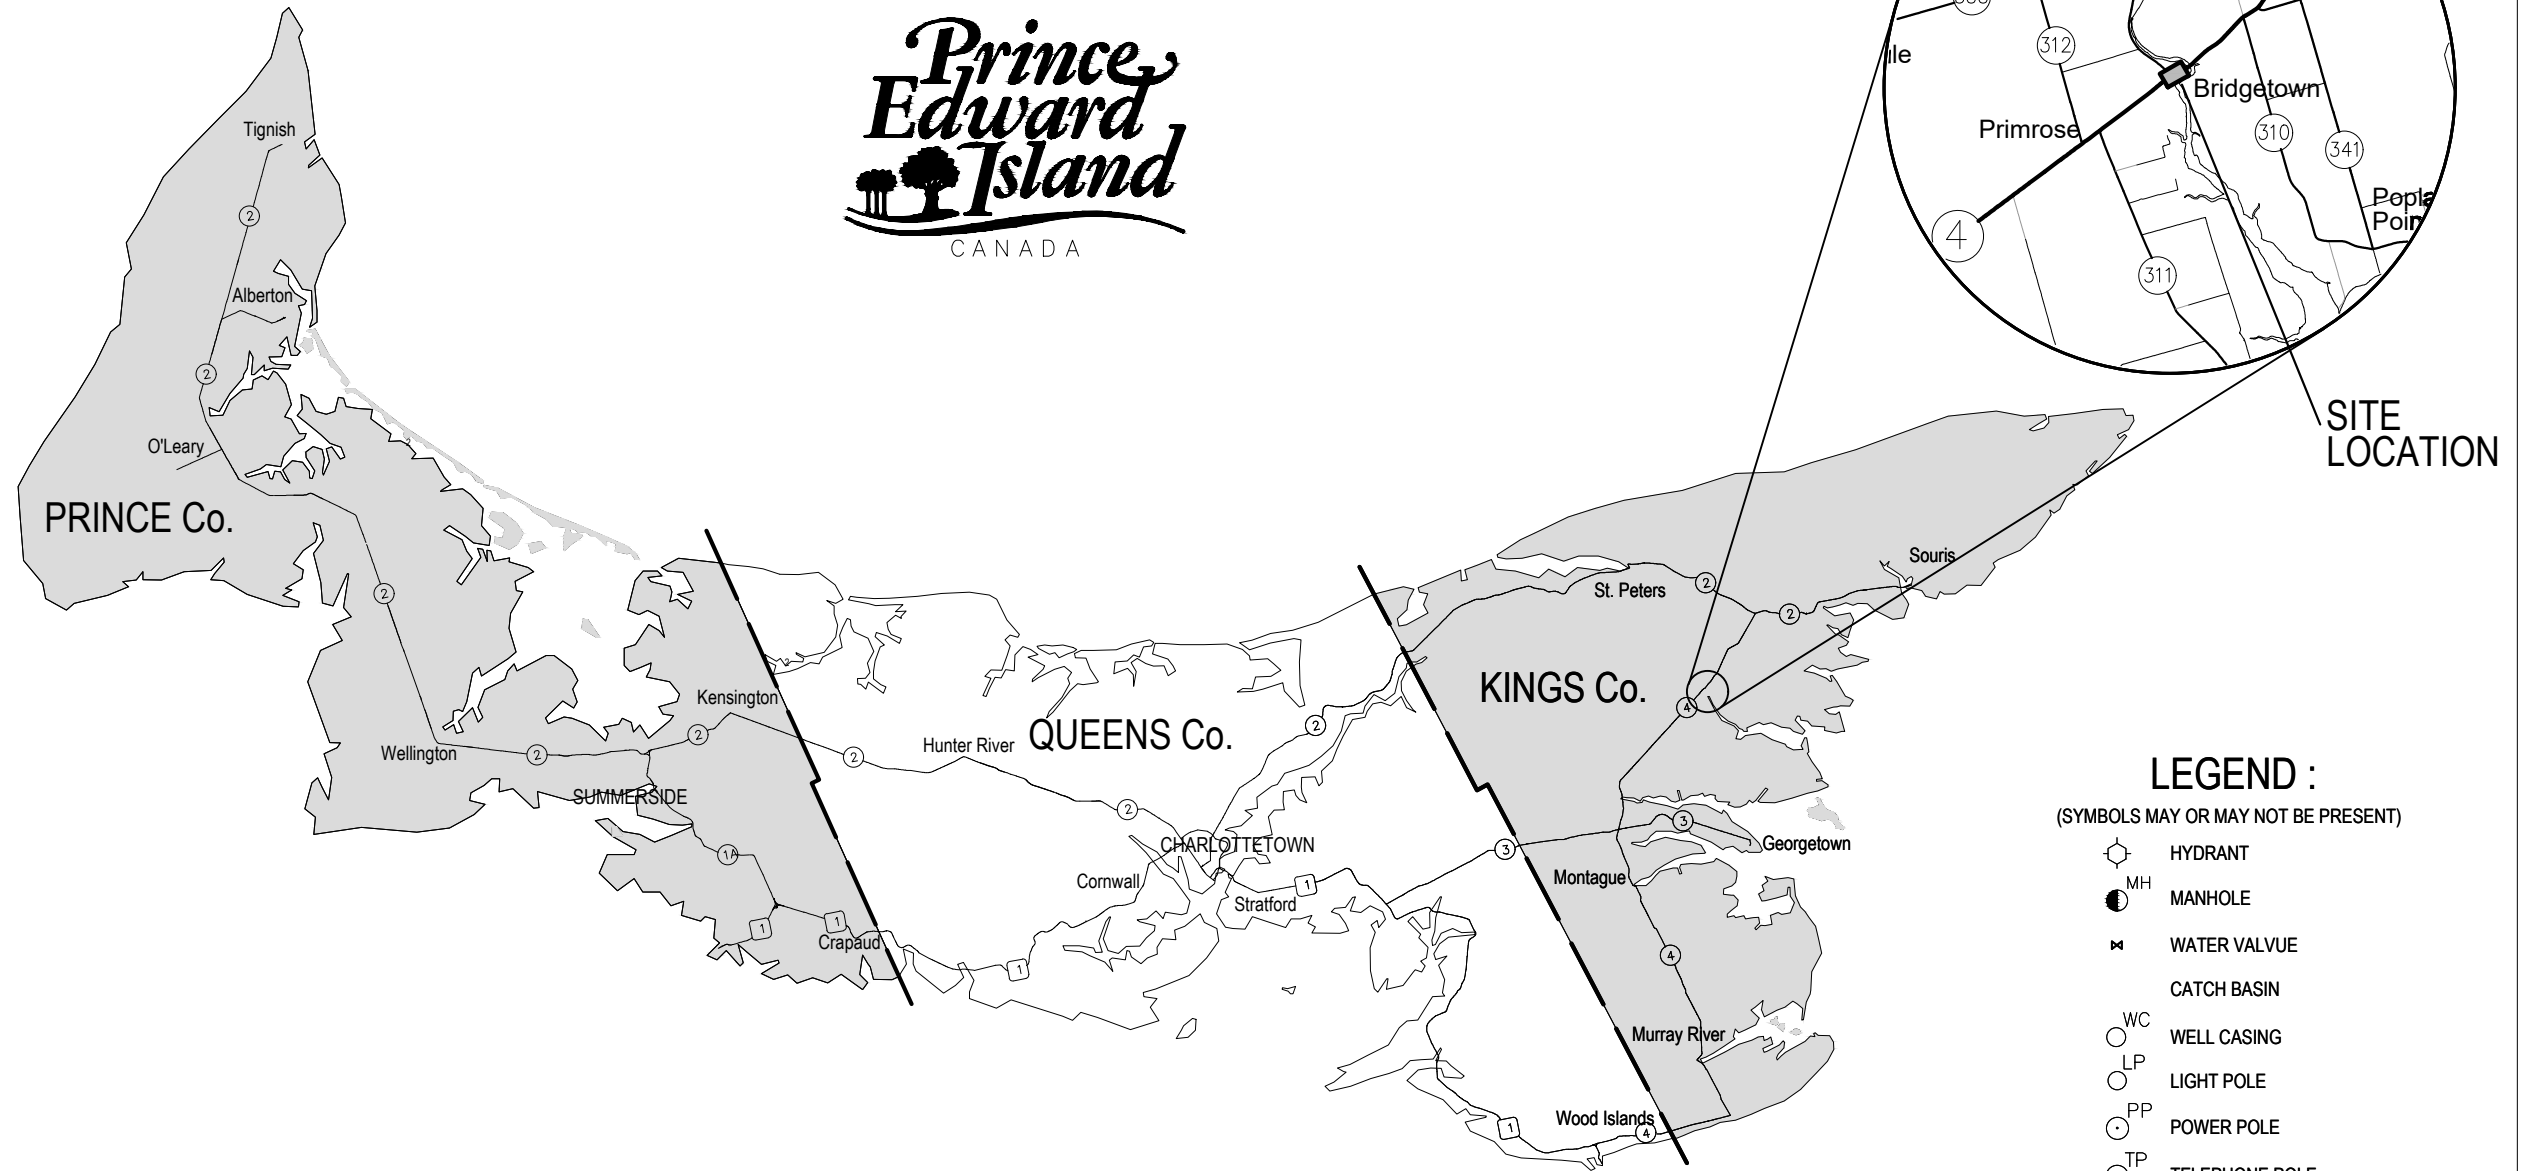 Prince
Edward
Island
CANADA
312
Bridgetown
Primrose
310
341
4
311
SITE
LOCATION
Tignish
2
Alberton
2
O'Leary
PRINCE Co.
2
Kensington
2
Wellington
2
SUMMERSIDE
1A
1
1
Crapaud
QUEENS Co.
Hunter River
2
2
2
CHARLOTTETOWN
Cornwall
Stratford
1
1
St. Peters
2
2
Souris
KINGS Co.
4
3
3
Georgetown
Montague
4
Murray River
Wood Islands
4
1
LEGEND :
(SYMBOLS MAY OR MAY NOT BE PRESENT)
HYDRANT
MH MANHOLE
WATER VALVUE
CATCH BASIN
WC WELL CASING
LP LIGHT POLE
PP POWER POLE
TP TELEPHONE POLE